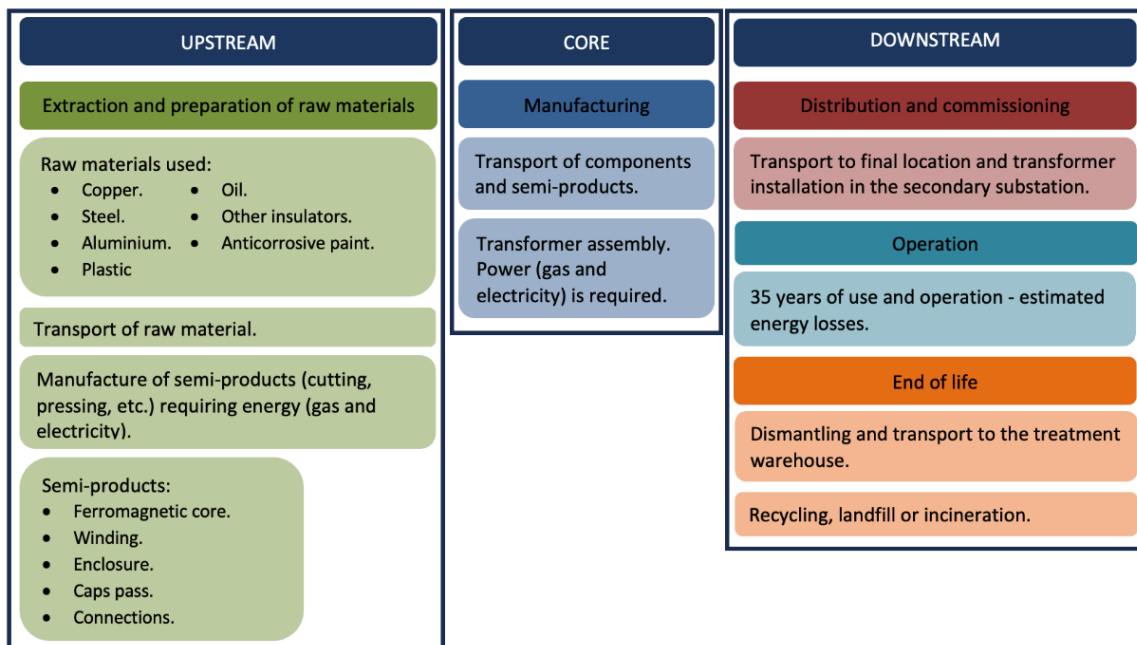 UPSTREAM
Extraction and preparation of raw materials
Raw materials used:
• Copper.
• Steel.
• Aluminium.
• Plastic
• Oil.
• Other insulators.
• Anticorrosive paint.
Transport of raw material.
Manufacture of semi-products (cutting,
pressing, etc.) requiring energy (gas and
electricity).
Semi-products:
• Ferromagnetic core.
• Winding.
• Enclosure.
• Caps pass.
• Connections.
CORE
Manufacturing
Transport of components
and semi-products.
Transformer assembly.
Power (gas and
electricity) is required.
DOWNSTREAM
Distribution and commissioning
Transport to final location and transformer
installation in the secondary substation.
Operation
35 years of use and operation - estimated
energy losses.
End of life
Dismantling and transport to the treatment
warehouse.
Recycling, landfill or incineration.